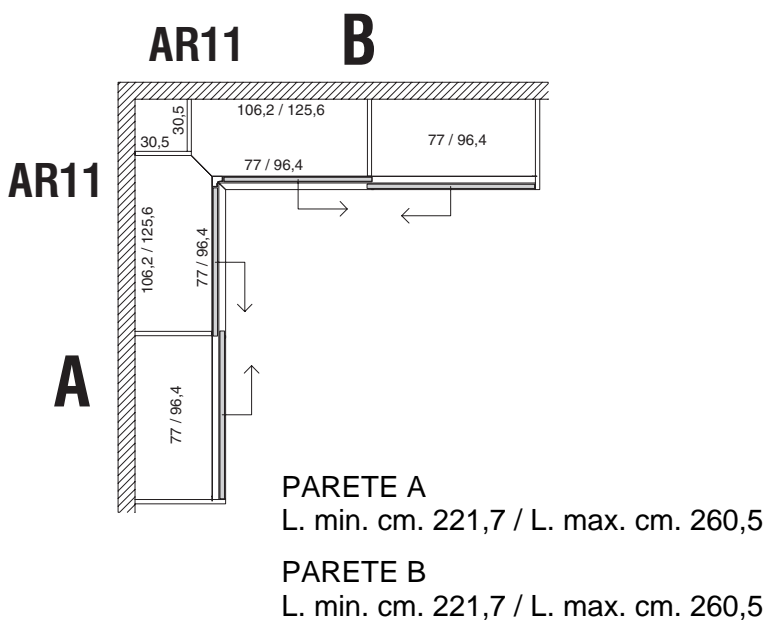 AR11
B
30,5
106,2 / 125,6
77 / 96,4
30,5
77 / 96,4
AR11
106,2 / 125,6
77 / 96,4
A
77 / 96,4
PARETE A
L. min. cm. 221,7 / L. max. cm. 260,5
PARETE B
L. min. cm. 221,7 / L. max. cm. 260,5